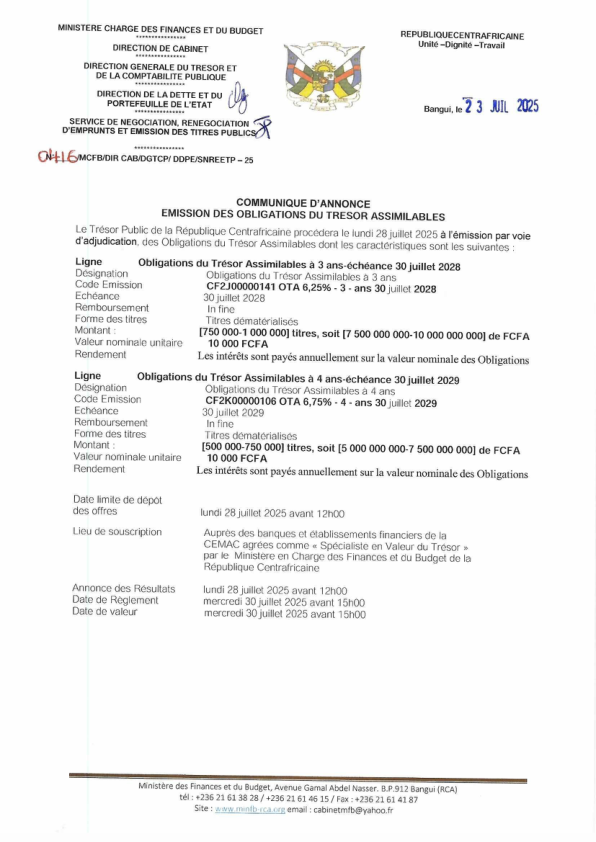 MINISTERE CHARGE DES FINANCES ET DU BUDGET
****************
DIRECTION DE CABINET
****************
DIRECTION GENERALE DU TRESOR ET
DE LA COMPTABILITE PUBLIQUE
****************
DIRECTION DE LA DETTE ET DU
PORTEFEUILLE DE L'ETAT
****************
SERVICE DE NEGOCIATION, RENEGOCIATION
D'EMPRUNTS ET EMISSION DES TITRES PUBLICS
****************
N° 0416/MCFB/DIR CAB/DGTCP/ DDPE/SNREETP – 25
REPUBLIQUECENTRAFRICAINE
Unité –Dignité –Travail
Bangui, le 23 JUIL 2025
COMMUNIQUE D'ANNONCE
EMISSION DES OBLIGATIONS DU TRESOR ASSIMILABLES
Le Trésor Public de la République Centrafricaine procédera le lundi 28 juillet 2025 à l'émission par voie
d'adjudication, des Obligations du Trésor Assimilables dont les caractéristiques sont les suivantes :
Ligne Obligations du Trésor Assimilables à 3 ans-échéance 30 juillet 2028
Désignation Obligations du Trésor Assimilables à 3 ans
Code Emission CF2J00000141 OTA 6,25% - 3 - ans 30 juillet 2028
Echéance 30 juillet 2028
Remboursement In fine
Forme des titres Titres dématérialisés
Montant : [750 000-1 000 000] titres, soit [7 500 000 000-10 000 000 000] de FCFA
Valeur nominale unitaire 10 000 FCFA
Rendement Les intérêts sont payés annuellement sur la valeur nominale des Obligations
Ligne Obligations du Trésor Assimilables à 4 ans-échéance 30 juillet 2029
Désignation Obligations du Trésor Assimilables à 4 ans
Code Emission CF2K00000106 OTA 6,75% - 4 - ans 30 juillet 2029
Echéance 30 juillet 2029
Remboursement In fine
Forme des titres Titres dématérialisés
Montant : [500 000-750 000] titres, soit [5 000 000 000-7 500 000 000] de FCFA
Valeur nominale unitaire 10 000 FCFA
Rendement Les intérêts sont payés annuellement sur la valeur nominale des Obligations
Date limite de dépôt
des offres lundi 28 juillet 2025 avant 12h00
Lieu de souscription Auprès des banques et établissements financiers de la
CEMAC agrées comme « Spécialiste en Valeur du Trésor »
par le Ministère en Charge des Finances et du Budget de la
République Centrafricaine
Annonce des Résultats lundi 28 juillet 2025 avant 12h00
Date de Règlement mercredi 30 juillet 2025 avant 15h00
Date de valeur mercredi 30 juillet 2025 avant 15h00
Ministère des Finances et du Budget, Avenue Gamal Abdel Nasser. B.P.912 Bangui (RCA)
tél : +236 21 61 38 28 / +236 21 61 46 15 / Fax : +236 21 61 41 87
Site : www.minfb-rca.org email : cabinetmfb@yahoo.fr